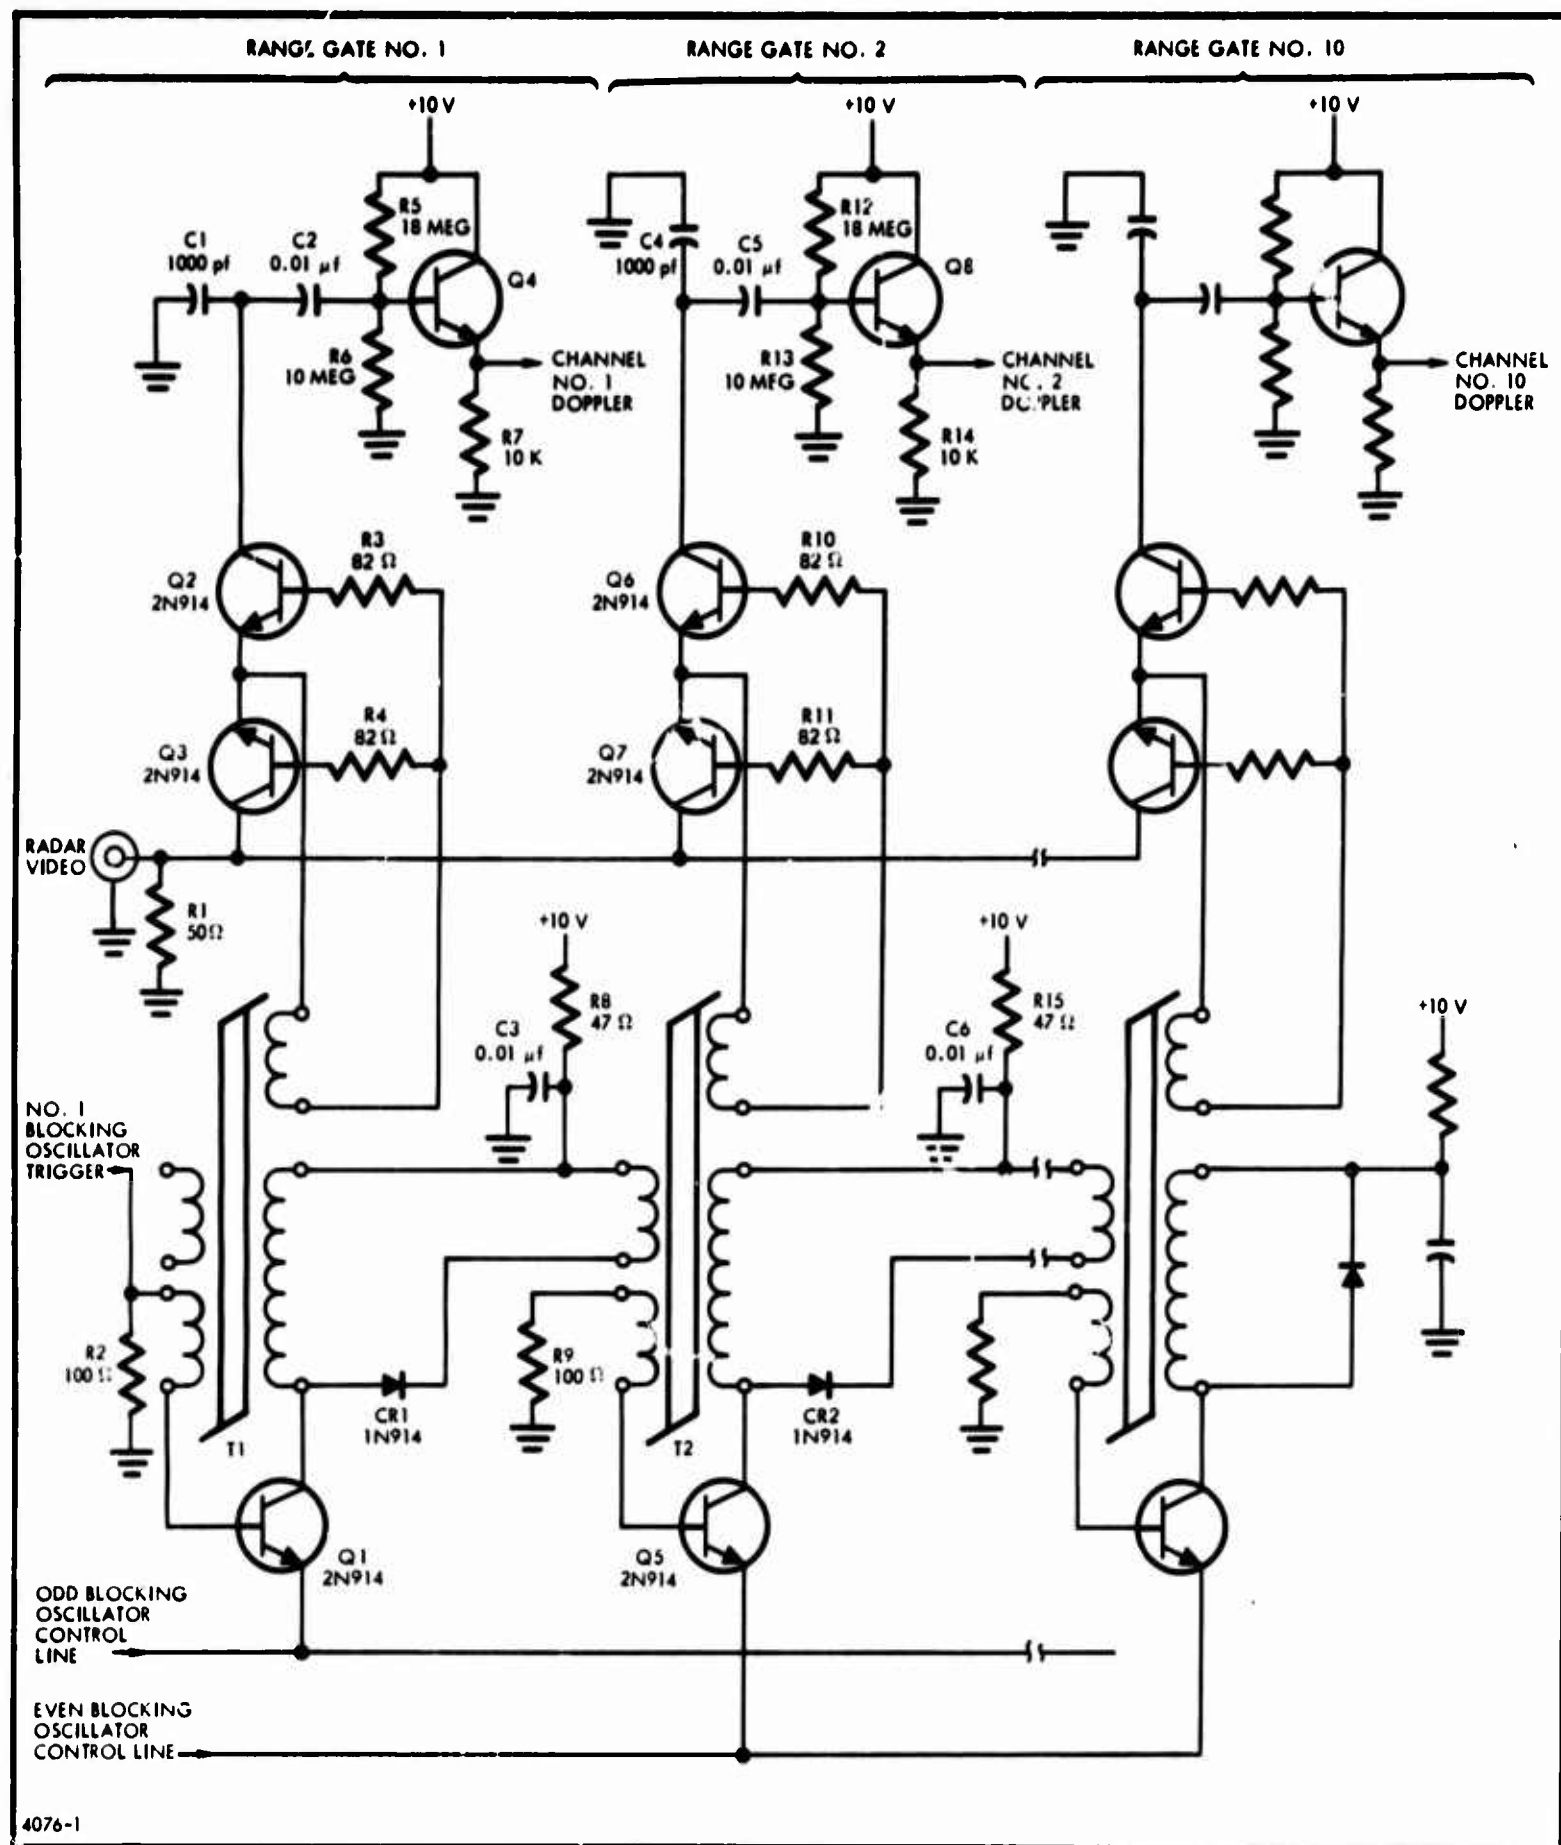 RANGE GATE NO. 1
RANGE GATE NO. 2
RANGE GATE NO. 10
+10 V
+10 V
+10 V
R5
18 MEG
C1
1000 pf
C2
0.01 µf
Q4
R6
10 MEG
CHANNEL
NO. 1
DOPPLER
R7
10 K
R12
18 MEG
C4
1000 pf
C5
0.01 µf
Q8
R13
10 MEG
CHANNEL
NO. 2
DOPPLER
R14
10 K
CHANNEL
NO. 10
DOPPLER
Q2
2N914
R3
82 Ω
Q6
2N914
R10
82 Ω
Q3
2N914
R4
82 Ω
Q7
2N914
R11
82 Ω
RADAR
VIDEO
R1
50 Ω
+10 V
R8
47 Ω
C3
0.01 µf
+10 V
R15
47 Ω
C6
0.01 µf
+10 V
NO. 1
BLOCKING
OSCILLATOR
TRIGGER
R2
100 Ω
T1
CR1
1N914
R9
100 Ω
T2
CR2
1N914
Q1
2N914
Q5
2N914
ODD BLOCKING
OSCILLATOR
CONTROL
LINE
EVEN BLOCKING
OSCILLATOR
CONTROL LINE
4076-1